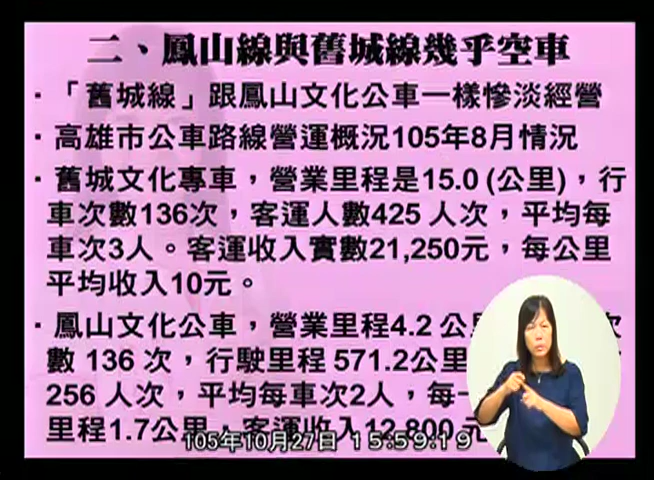 二、鳳山線與舊城線幾乎空車
・「舊城線」跟鳳山文化公車一樣慘淡經營
・高雄市公車路線營運概況105年8月情況
・舊城文化專車，營業里程是15.0 (公里)，行
車次數136次，客運人數425 人次，平均每
車次3人。客運收入實數21,250元，每公里
平均收入10元。
・鳳山文化公車，營業里程4.2 公
次
數 136 次，行駛里程 571.2公里
256 人次，平均每車次2人，每一
里程1.7公里，客運收入12,800 元
105年10月27日 15:59:19